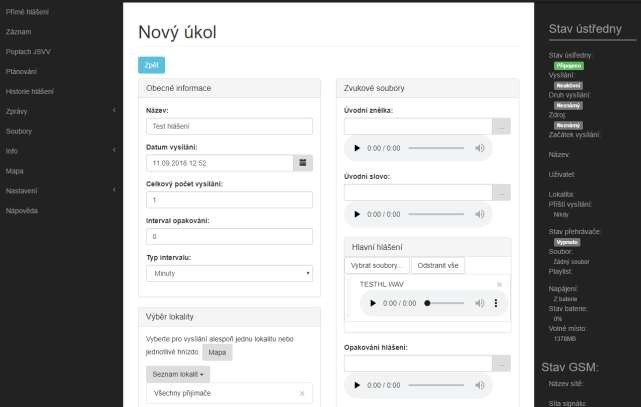 Přímé hlášení
Záznam
Poplach JSVV
Plánování
Historie hlášení
Zprávy
Soubory
Info
Mapa
Nastavení
Nápověda
Nový úkol
Zpět
Obecné informace
Název:
Test hlášení
Datum vysílání:
11.09.2018 12:52
Celkový počet vysílání:
1
Interval opakování:
0
Typ intervalu:
Minuty
Výběr lokality
Vyberte pro vysílání alespoň jednu lokalitu nebo
jednotlivé hnízdo Mapa
Seznam lokalit
Všechny přijímače
Zvukové soubory
Úvodní znělka:
...
0:00 / 0:00
Úvodní slovo:
...
0:00 / 0:00
Hlavní hlášení
Vybrat soubory... Odstranit vše
TESTHL.WAV
0:00 / 0:00
Opakování hlášení:
...
0:00 / 0:00
Stav ústředny
Stav ústředny:
Připojeno
Vysílání:
Neaktivní
Druh vysílání:
Neznámý
Zdroj:
Neznámý
Začátek vysílání:
Název:
Uživatel:
Lokalita:
Příští vysílání:
Nikdy
Stav přehrávače:
Vypnuto
Soubor:
Žádný soubor
Playlist:
Napájení:
Z baterie
Stav baterie:
0%
Volné místo:
1378MB
Stav GSM:
Název sítě:
Síla signálu: